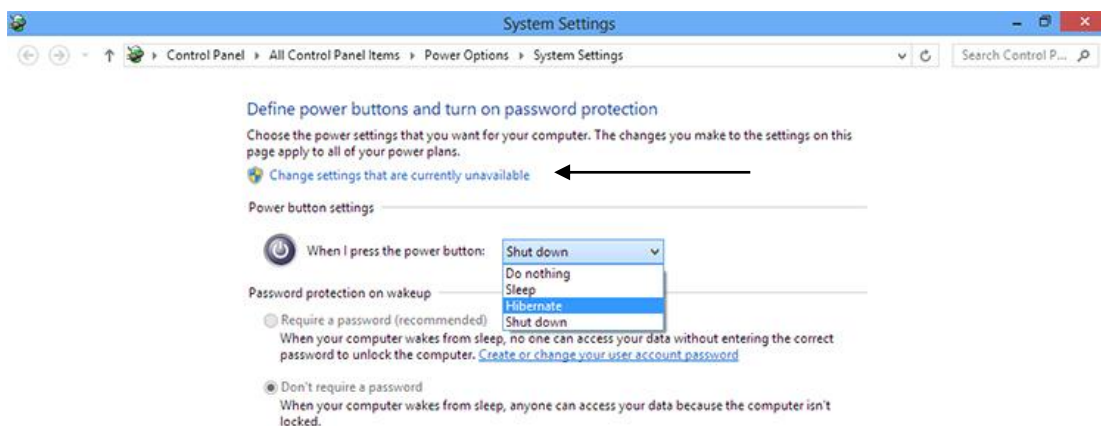 System Settings
Control Panel ▸ All Control Panel Items ▸ Power Options ▸ System Settings
Search Control P...
Define power buttons and turn on password protection
Choose the power settings that you want for your computer. The changes you make to the settings on this
page apply to all of your power plans.
Change settings that are currently unavailable
Power button settings
When I press the power button: Shut down
Do nothing
Sleep
Hibernate
Shut down
Password protection on wakeup
Require a password (recommended)
When your computer wakes from sleep, no one can access your data without entering the correct
password to unlock the computer. Create or change your user account password
Don't require a password
When your computer wakes from sleep, anyone can access your data because the computer isn't
locked.